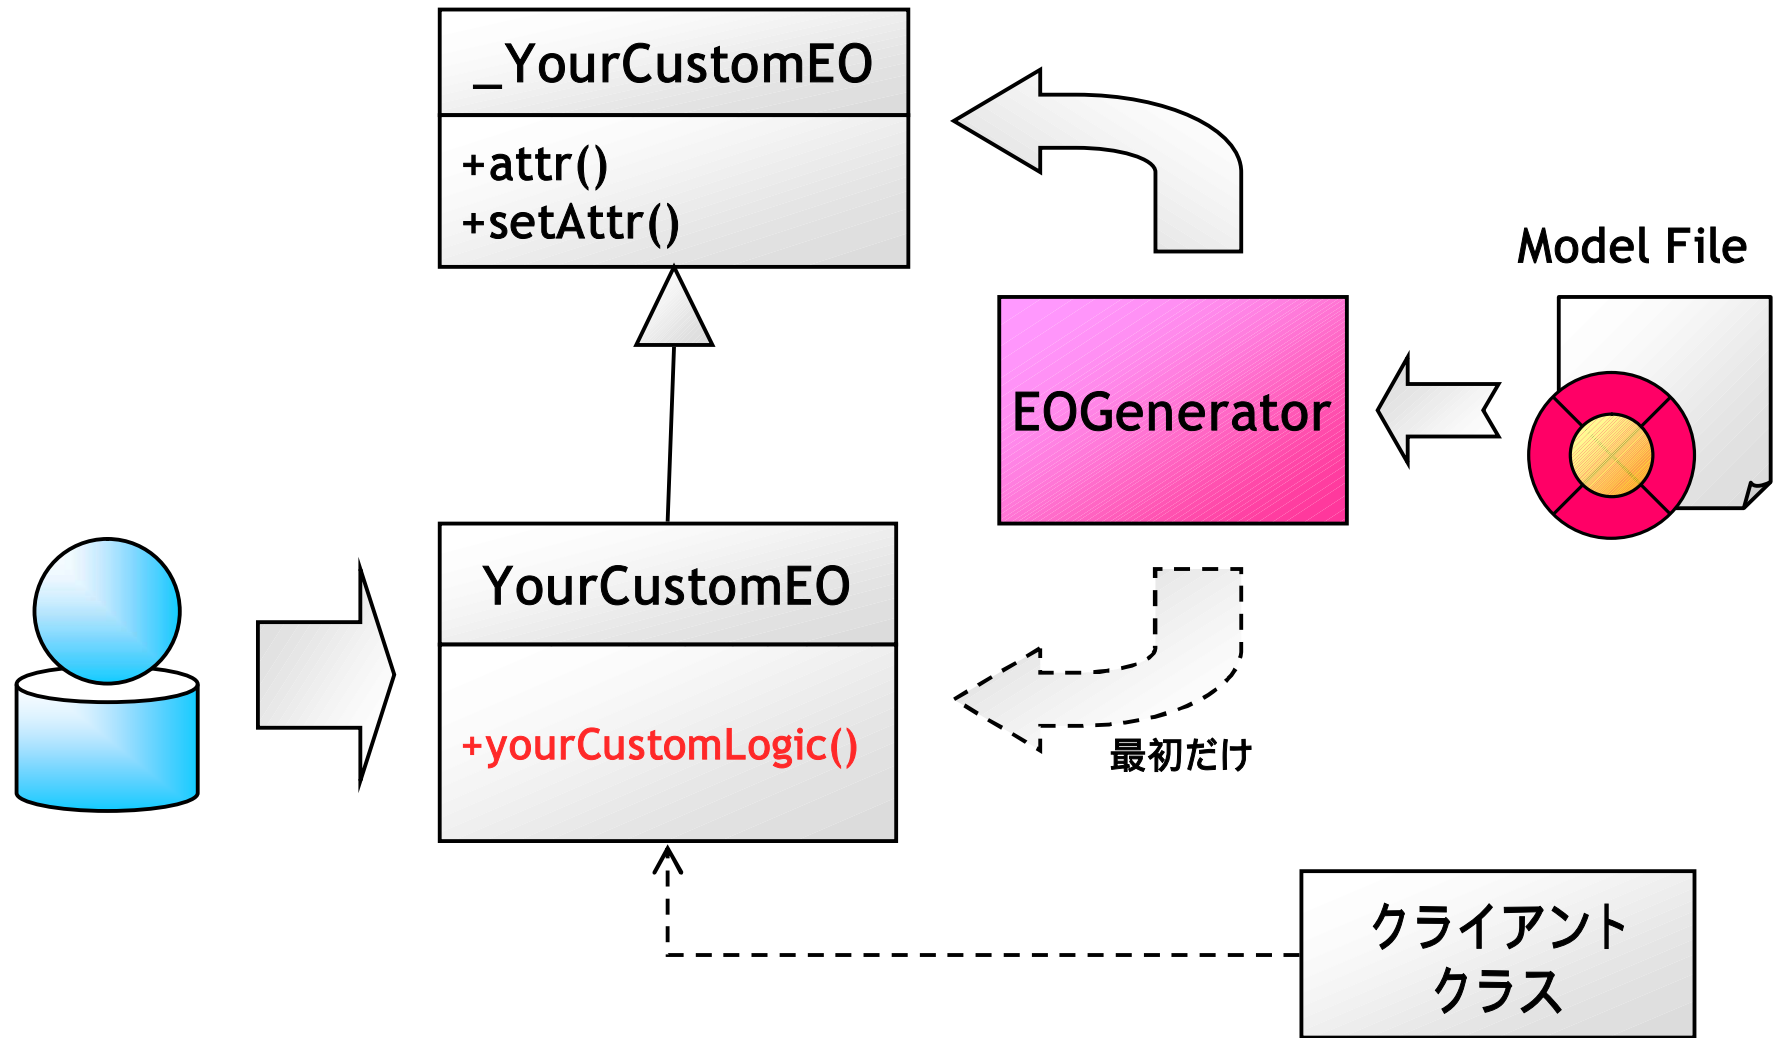 _YourCustomEO
+attr()
+setAttr()
Model File
EOGenerator
YourCustomEO
+yourCustomLogic()
最初だけ
クライアント
クラス